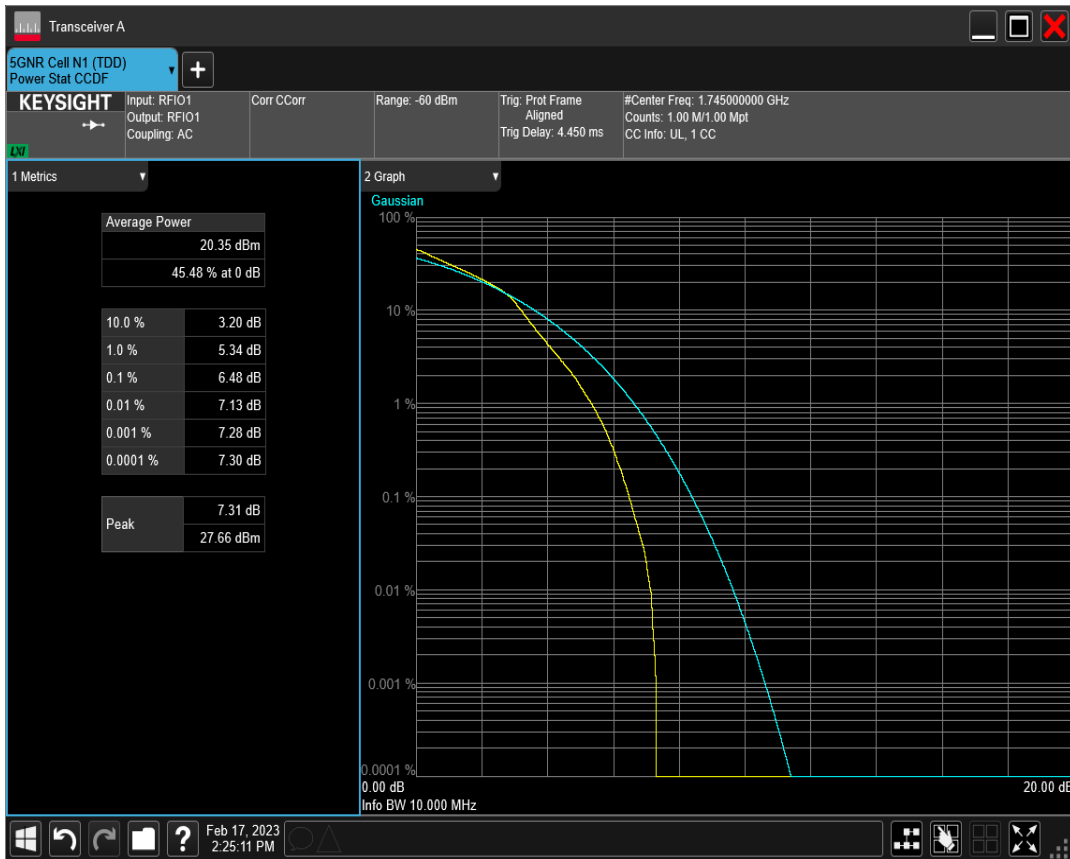 Transceiver A
5GNR Cell N1 (TDD)
Power Stat CCDF
KEYSIGHT
LXI
Input: RFIO1
Output: RFIO1
Coupling: AC
Corr CCorr
Range: -60 dBm
Trig: Prot Frame
Aligned
Trig Delay: 4.450 ms
#Center Freq: 1.745000000 GHz
Counts: 1.00 M/1.00 Mpt
CC Info: UL, 1 CC
1 Metrics
Average Power
20.35 dBm
45.48 % at 0 dB
10.0 % 3.20 dB
1.0 % 5.34 dB
0.1 % 6.48 dB
0.01 % 7.13 dB
0.001 % 7.28 dB
0.0001 % 7.30 dB
Peak 7.31 dB
27.66 dBm
2 Graph
Gaussian
100 %
10 %
1 %
0.1 %
0.01 %
0.001 %
0.0001 %
0.00 dB 20.00 dB
Info BW 10.000 MHz
? Feb 17, 2023
2:25:11 PM